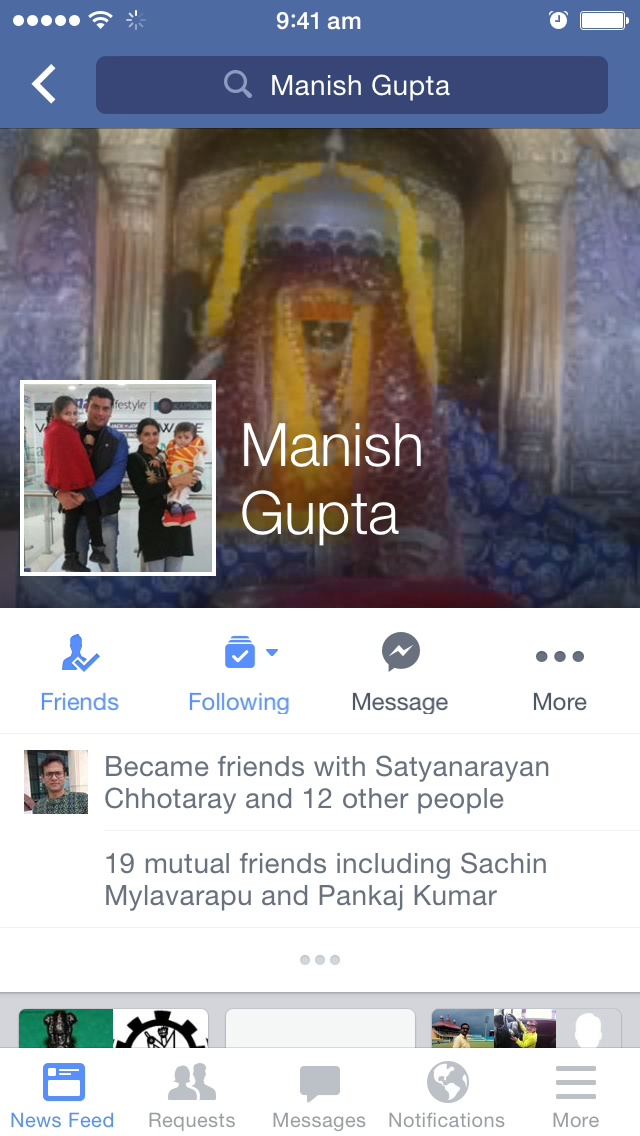 9:41 am
Manish Gupta
lifestyle
Manish
Gupta
Friends
Following
Message
More
Became friends with Satyanarayan
Chhotaray and 12 other people
19 mutual friends including Sachin
Mylavarapu and Pankaj Kumar
News Feed
Requests
Messages
Notifications
More